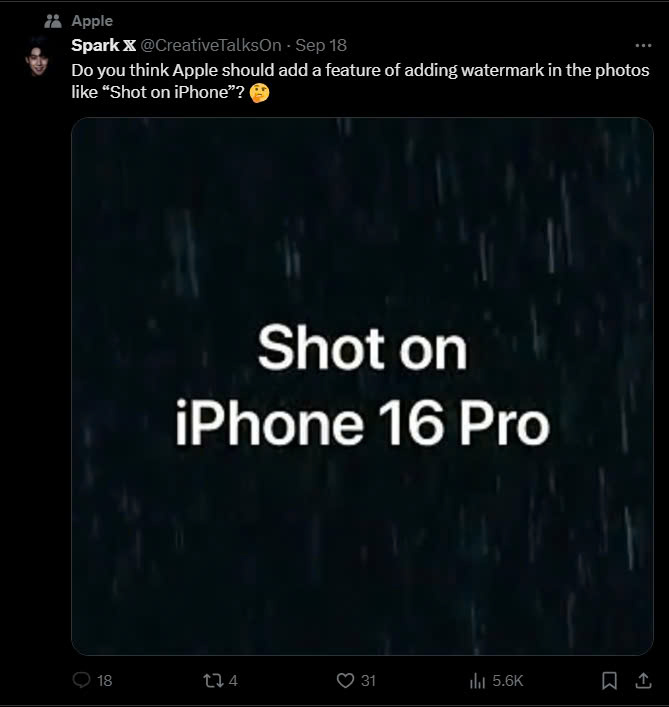 Apple
Spark 𝕏 @CreativeTalksOn · Sep 18
Do you think Apple should add a feature of adding watermark in the photos
like “Shot on iPhone”? 🤔
Shot on
iPhone 16 Pro
18 4 31 5.6K